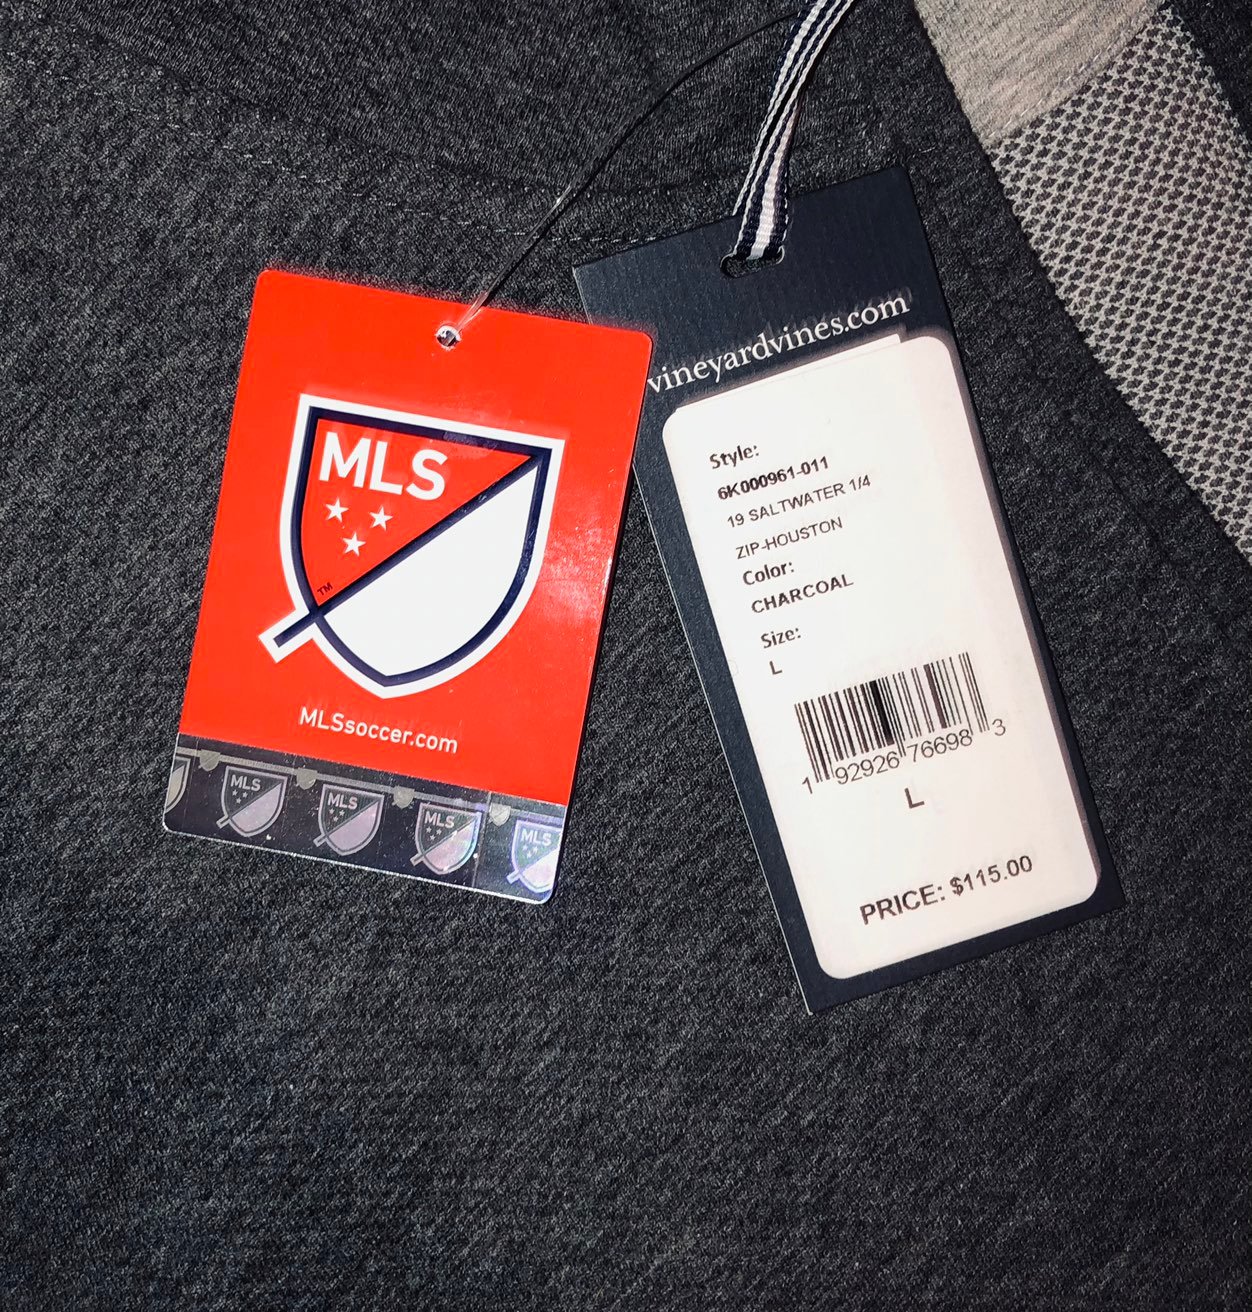 MLS
TM
MLSsoccer.com
MLS
MLS
MLS
MLS
vineyardvines.com
Style:
6K000961-011
19 SALTWATER 1/4
ZIP-HOUSTON
Color:
CHARCOAL
Size:
L
1 92926 76698 3
L
PRICE: $115.00